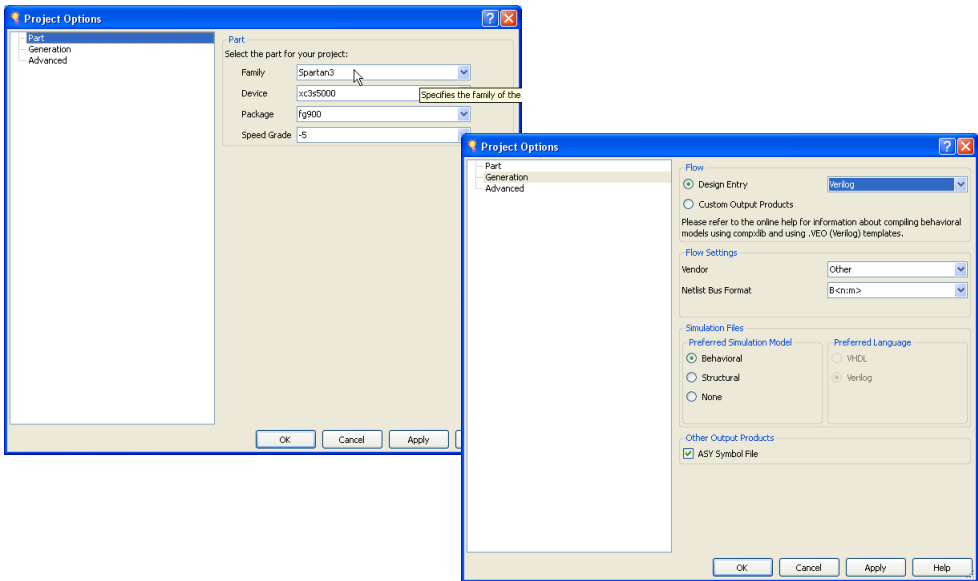 Project Options
Part
Generation
Advanced
Part
Select the part for your project:
Family Spartan3
Device xc3s5000
Specifies the family of the
Package fg900
Speed Grade -5
OK Cancel Apply
Project Options
Part
Generation
Advanced
Flow
Design Entry Verilog
Custom Output Products
Please refer to the online help for information about compiling behavioral
models using compxlib and using .VEO (Verilog) templates.
Flow Settings
Vendor Other
Netlist Bus Format B<n:m>
Simulation Files
Preferred Simulation Model Preferred Language
Behavioral VHDL
Structural Verilog
None
Other Output Products
ASY Symbol File
OK Cancel Apply Help